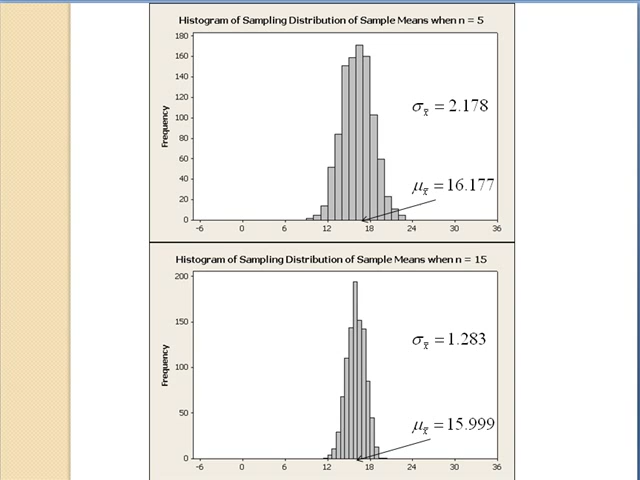 Histogram of Sampling Distribution of Sample Means when n = 5
180
160
140
120
100
80
60
40
20
0
Frequency
σx̄ = 2.178
μx̄ = 16.177
-6 0 6 12 18 24 30 36
Histogram of Sampling Distribution of Sample Means when n = 15
200
150
100
50
0
Frequency
σx̄ = 1.283
μx̄ = 15.999
-6 0 6 12 18 24 30 36